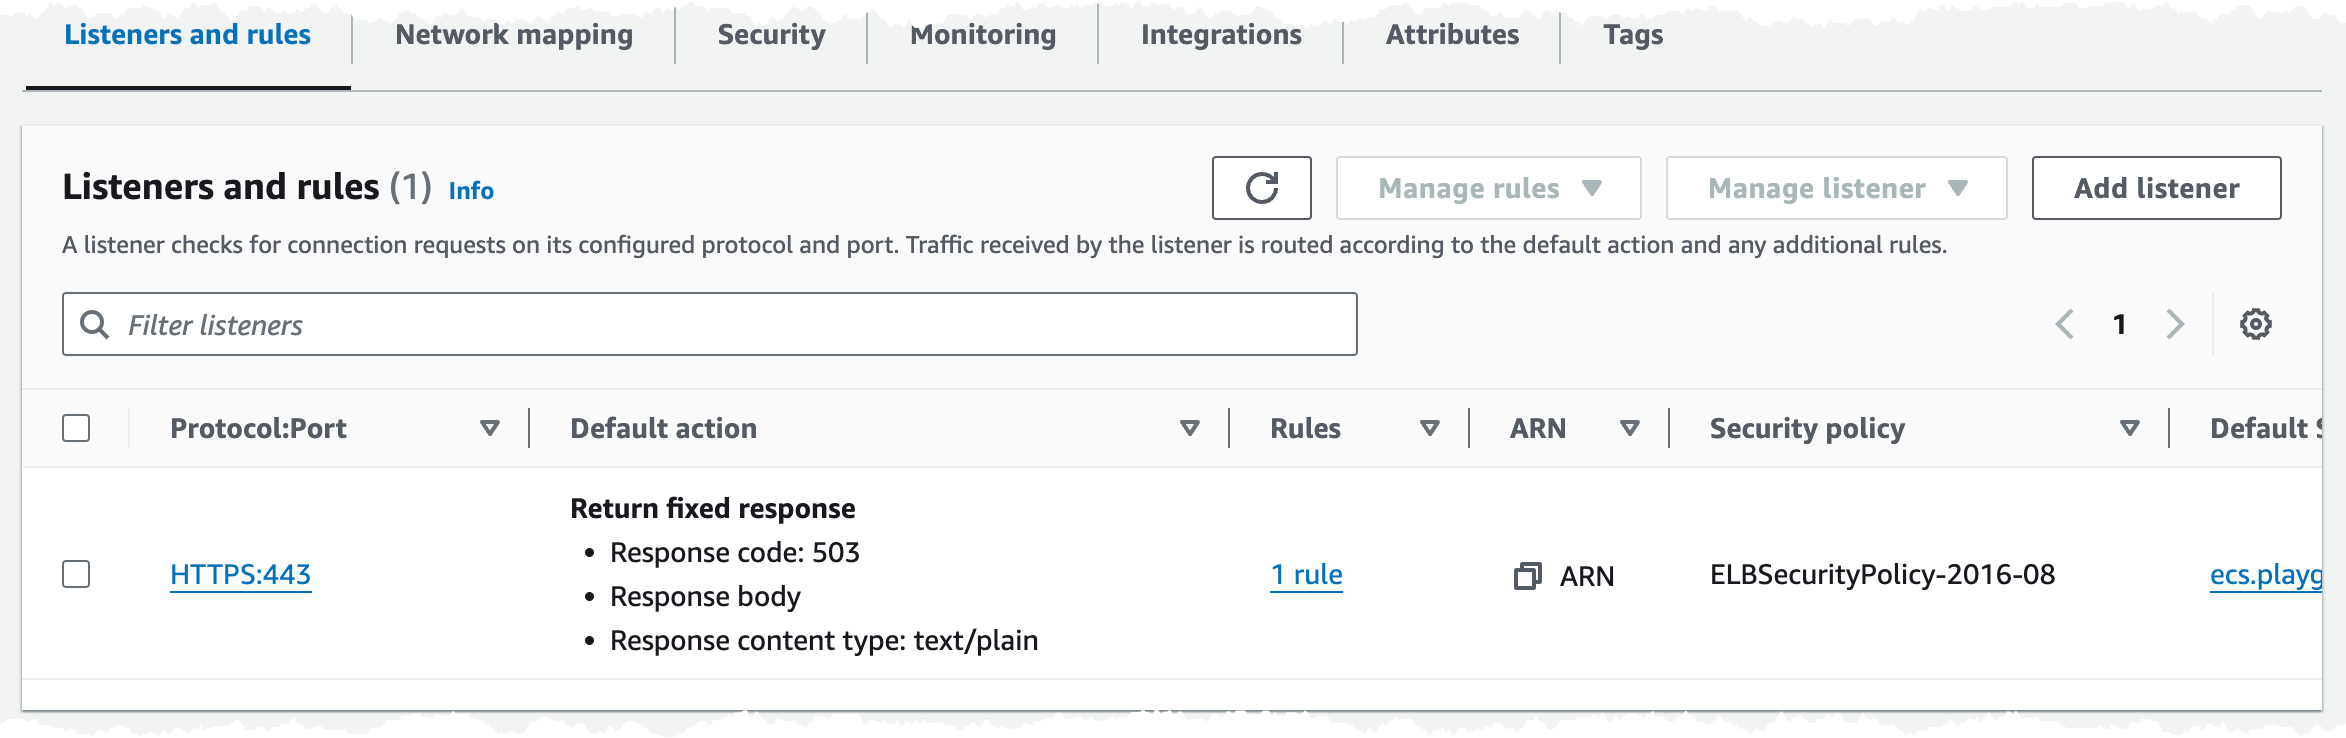 Listeners and rules
Network mapping
Security
Monitoring
Integrations
Attributes
Tags
Listeners and rules (1) Info
Manage rules
Manage listener
Add listener
A listener checks for connection requests on its configured protocol and port. Traffic received by the listener is routed according to the default action and any additional rules.
Filter listeners
1
Protocol:Port
Default action
Rules
ARN
Security policy
Default S
HTTPS:443
Return fixed response
• Response code: 503
• Response body
• Response content type: text/plain
1 rule
ARN
ELBSecurityPolicy-2016-08
ecs.playg